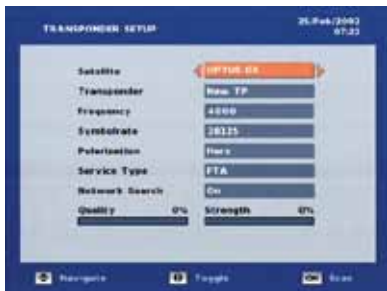 TRANSPONDER SETUP
25/Feb/2003
07:23
Satellite OPTUS B3
Transponder New TP
Frequency 4000
Symbolrate 28125
Polarization Horz
Service Type FTA
Network Search On
Quality 0% Strength 0%
Navigate Toggle OK Scan